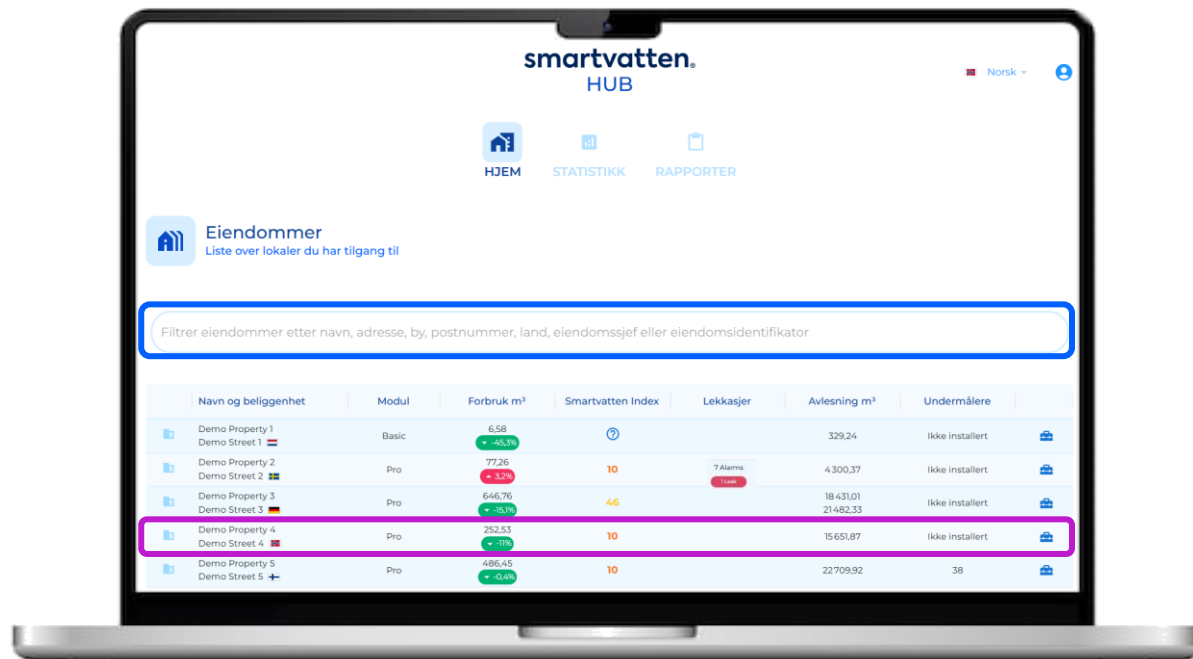 smartvatten®
HUB
Norsk
HJEM
STATISTIKK
RAPPORTER
Eiendommer
Liste over lokaler du har tilgang til
Filtrer eiendommer etter navn, adresse, by, postnummer, land, eiendomssjef eller eiendomsidentifikator
Navn og beliggenhet Modul Forbruk m³ Smartvatten Index Lekkasjer Avlesning m³ Undermålere
Demo Property 1
Demo Street 1
Basic
6,58
-45,3%
329,24
Ikke installert
Demo Property 2
Demo Street 2
Pro
77,26
3,2%
10
7 Alarms
1 Leak
4 300,37
Ikke installert
Demo Property 3
Demo Street 3
Pro
646,76
-15,1%
46
18 431,01
21 482,33
Ikke installert
Demo Property 4
Demo Street 4
Pro
252,53
-11%
10
15 651,87
Ikke installert
Demo Property 5
Demo Street 5
Pro
486,45
-0,4%
10
22 709,92
38